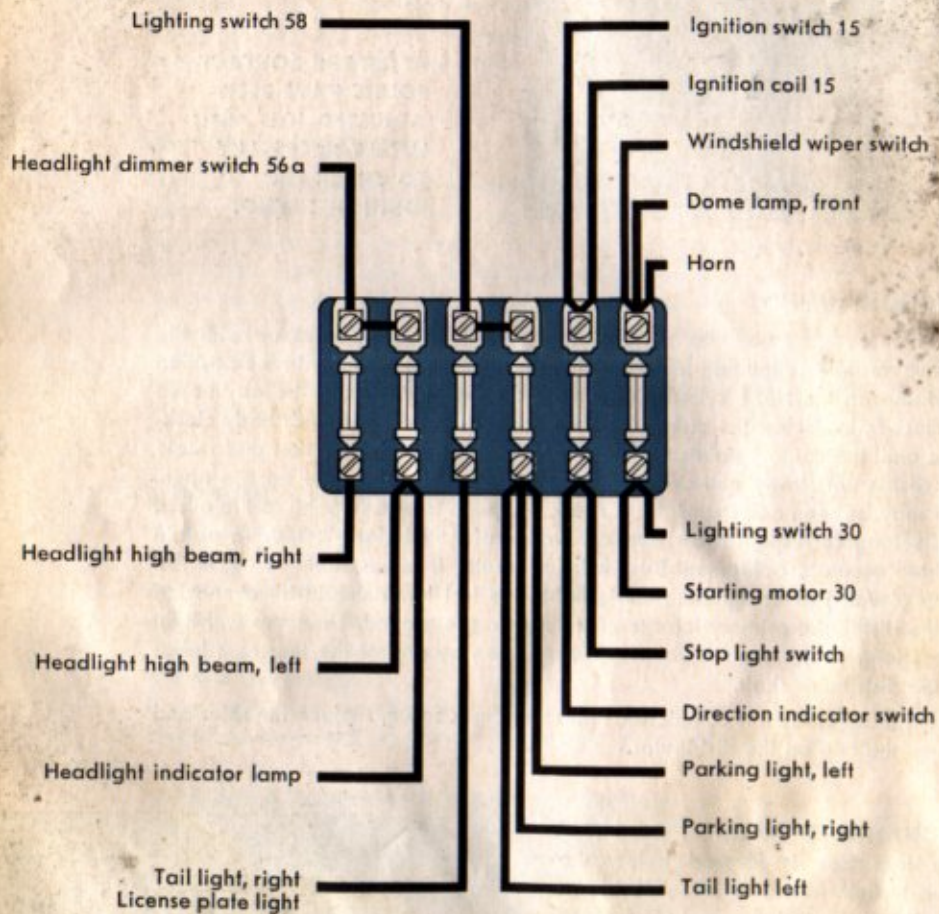 Lighting switch 58
Headlight dimmer switch 56a
Ignition switch 15
Ignition coil 15
Windshield wiper switch
Dome lamp, front
Horn
Headlight high beam, right
Headlight high beam, left
Headlight indicator lamp
Tail light, right
License plate light
Lighting switch 30
Starting motor 30
Stop light switch
Direction indicator switch
Parking light, left
Parking light, right
Tail light left